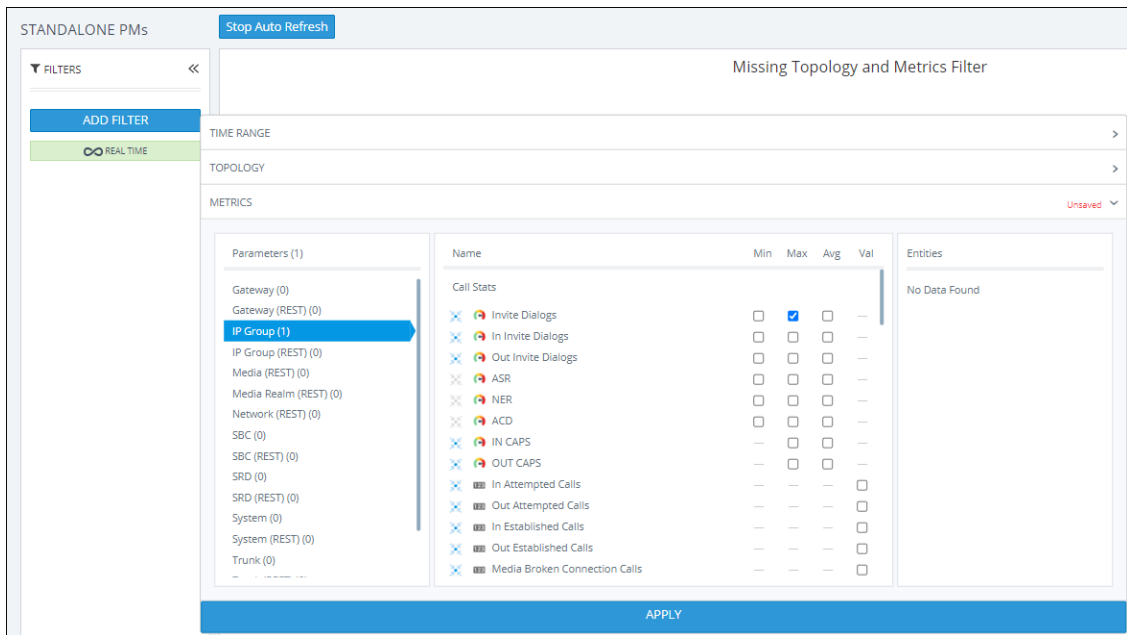 STANDALONE PMs
Stop Auto Refresh
FILTERS
Missing Topology and Metrics Filter
ADD FILTER
REAL TIME
TIME RANGE
TOPOLOGY
METRICS
Unsaved
Parameters (1)
Gateway (0)
Gateway (REST) (0)
IP Group (1)
IP Group (REST) (0)
Media (REST) (0)
Media Realm (REST) (0)
Network (REST) (0)
SBC (0)
SBC (REST) (0)
SRD (0)
SRD (REST) (0)
System (0)
System (REST) (0)
Trunk (0)
Name Min Max Avg Val
Call Stats
Invite Dialogs
In Invite Dialogs
Out Invite Dialogs
ASR
NER
ACD
IN CAPS
OUT CAPS
In Attempted Calls
Out Attempted Calls
In Established Calls
Out Established Calls
Media Broken Connection Calls
Entities
No Data Found
APPLY